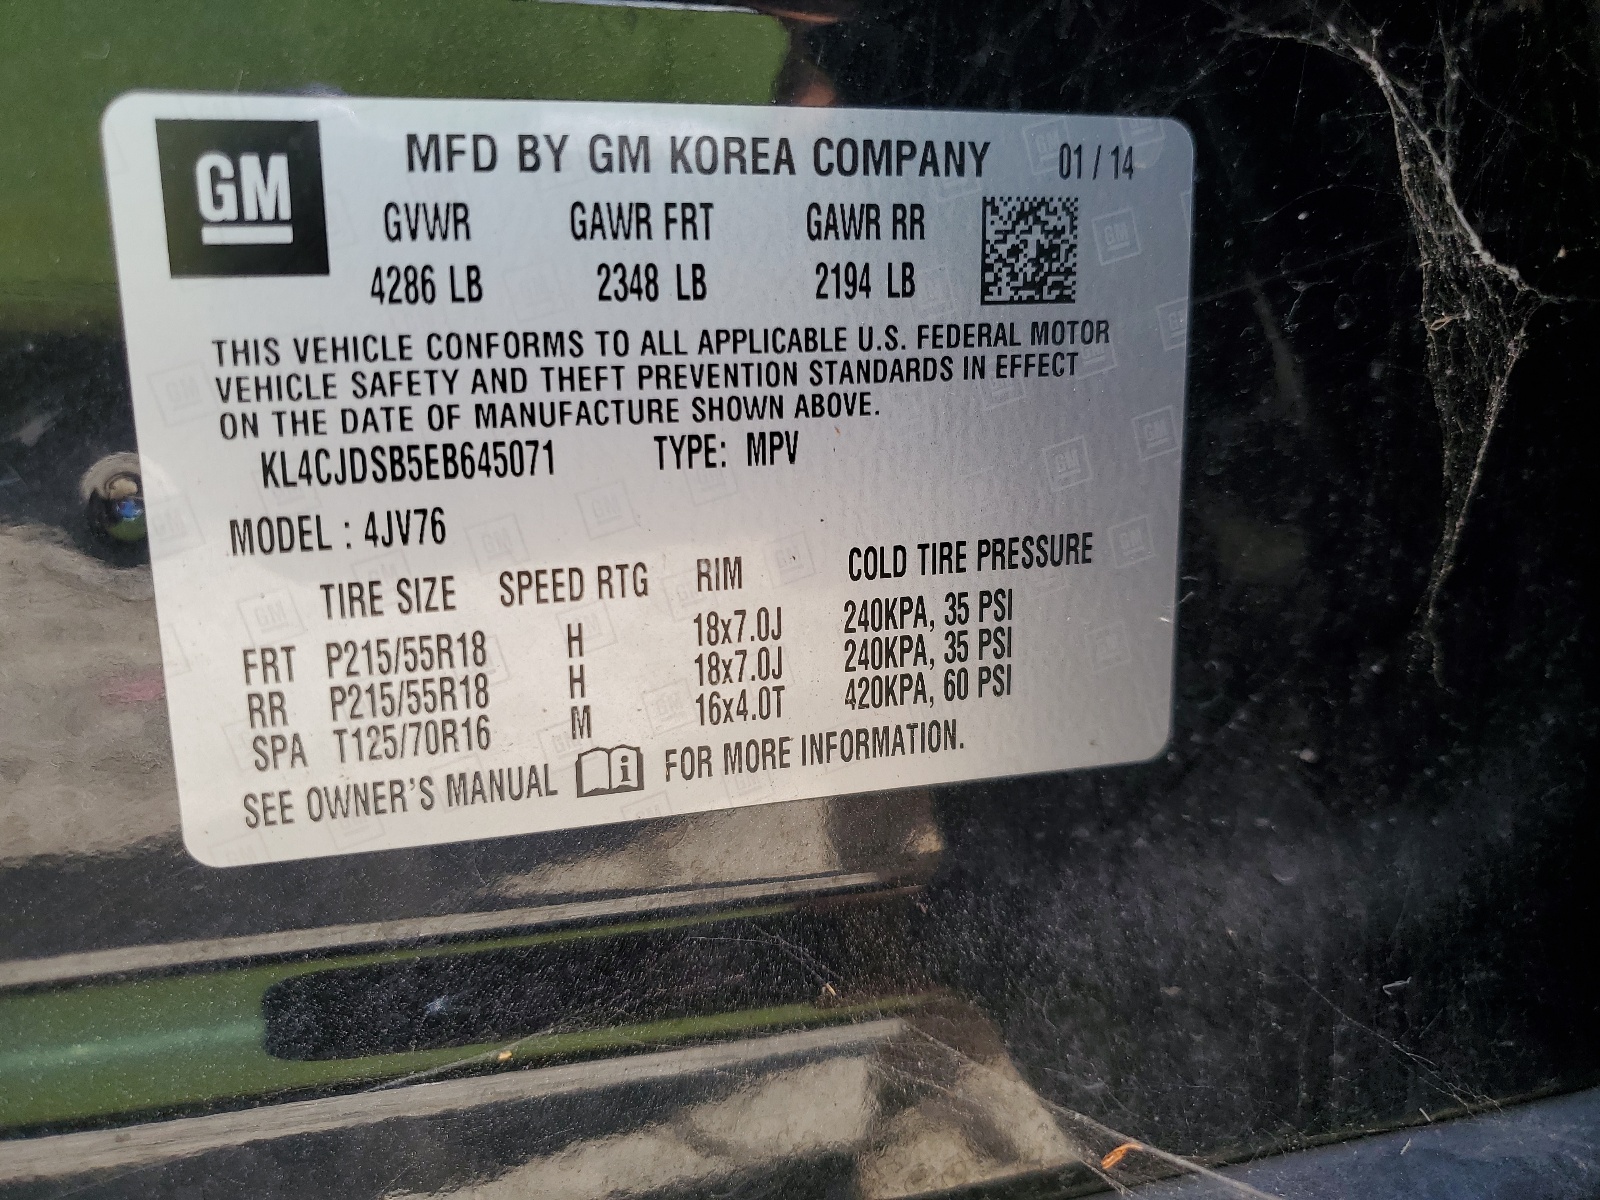 GM
MFD BY GM KOREA COMPANY 01 / 14
GVWR GAWR FRT GAWR RR
4286 LB 2348 LB 2194 LB
THIS VEHICLE CONFORMS TO ALL APPLICABLE U.S. FEDERAL MOTOR
VEHICLE SAFETY AND THEFT PREVENTION STANDARDS IN EFFECT
ON THE DATE OF MANUFACTURE SHOWN ABOVE.
KL4CJDSB5EB645071 TYPE: MPV
MODEL : 4JV76
TIRE SIZE SPEED RTG RIM COLD TIRE PRESSURE
FRT P215/55R18 H 18x7.0J 240KPA, 35 PSI
RR P215/55R18 H 18x7.0J 240KPA, 35 PSI
SPA T125/70R16 M 16x4.0T 420KPA, 60 PSI
SEE OWNER'S MANUAL i FOR MORE INFORMATION.